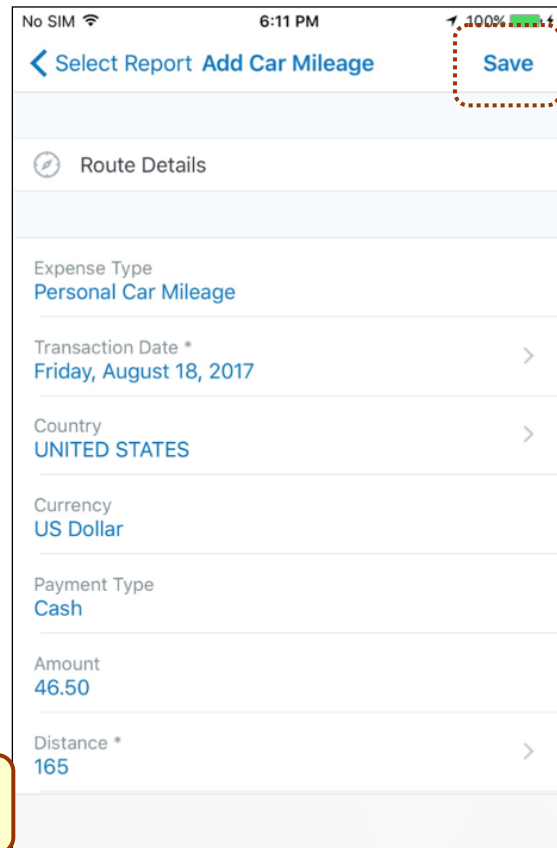 No SIM 6:11 PM 100%
Select Report Add Car Mileage Save
Route Details
Expense Type
Personal Car Mileage
Transaction Date *
Friday, August 18, 2017
Country
UNITED STATES
Currency
US Dollar
Payment Type
Cash
Amount
46.50
Distance *
165